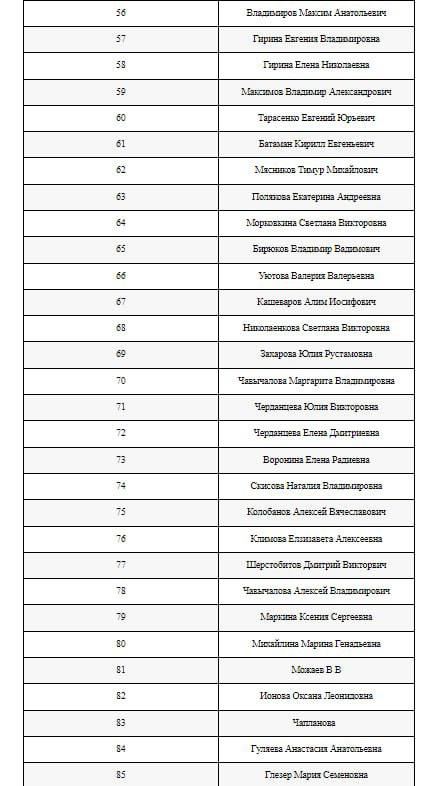 56 Владимиров Максим Анатольевич
57 Гирина Евгения Владимировна
58 Гирина Елена Николаевна
59 Максимов Владимир Александрович
60 Тарасенко Евгений Юрьевич
61 Батаман Кирилл Евгеньевич
62 Мясников Тимур Михайлович
63 Полякова Екатерина Андреевна
64 Морковкина Светлана Викторовна
65 Бирюков Владимир Вадимович
66 Уютова Валерия Валерьевна
67 Кашеваров Алим Иосифович
68 Николаенкова Светлана Викторовна
69 Захарова Юлия Рустамовна
70 Чавычалова Маргарита Владимировна
71 Черданцева Юлия Викторовна
72 Черданцева Елена Дмитриевна
73 Воронина Елена Радиевна
74 Скисова Наталия Владимировна
75 Колобанов Алексей Вячеславович
76 Климова Елзизавета Алексеевна
77 Шерстобитов Дмитрий Викторвич
78 Чавычалова Алексей Владимирович
79 Маркина Ксения Сергеевна
80 Михайлина Марина Генадьевна
81 Можаев В В
82 Ионова Оксана Леонидовна
83 Чапланова
84 Гуляева Анастасия Анатольевна
85 Глезер Мария Семеновна